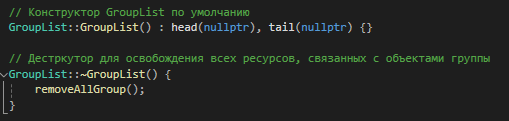 // Конструктор GroupList по умолчанию
GroupList::GroupList() : head(nullptr), tail(nullptr) {}
// Дестркутор для освобождения всех ресурсов, связанных с объектами группы
GroupList::~GroupList() {
removeAllGroup();
}